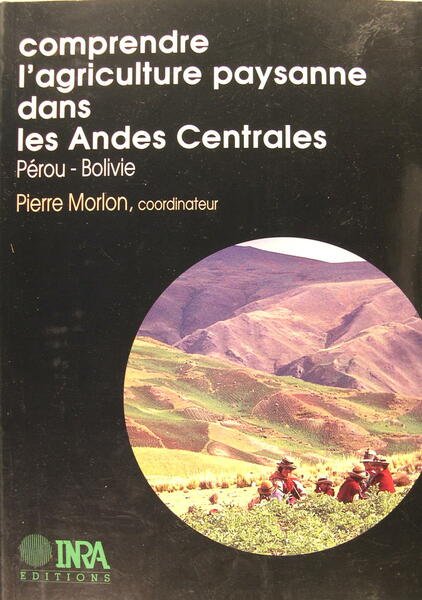 comprendre
l'agriculture paysanne
dans
les Andes Centrales
Pérou - Bolivie
Pierre Morlon, coordinateur
INRA
EDITIONS